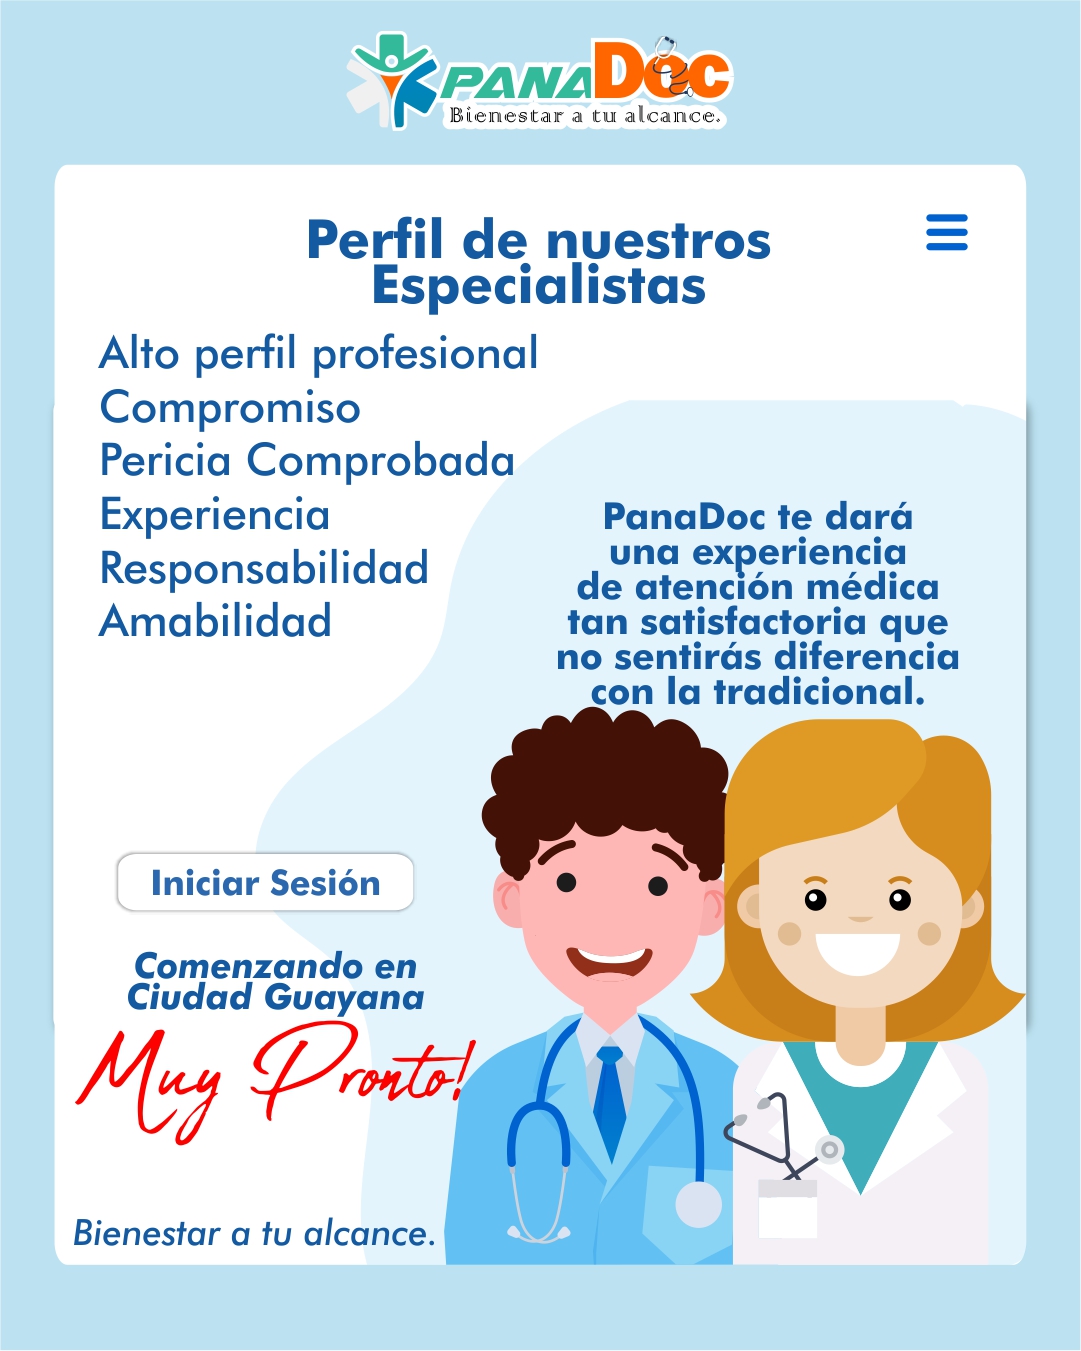 PANADOC
Bienestar a tu alcance.
Perfil de nuestros
Especialistas
Alto perfil profesional
Compromiso
Pericia Comprobada
Experiencia
Responsabilidad
Amabilidad
PanaDoc te dará
una experiencia
de atención médica
tan satisfactoria que
no sentirás diferencia
con la tradicional.
Iniciar Sesión
Comenzando en
Ciudad Guayana
Muy Pronto!
Bienestar a tu alcance.